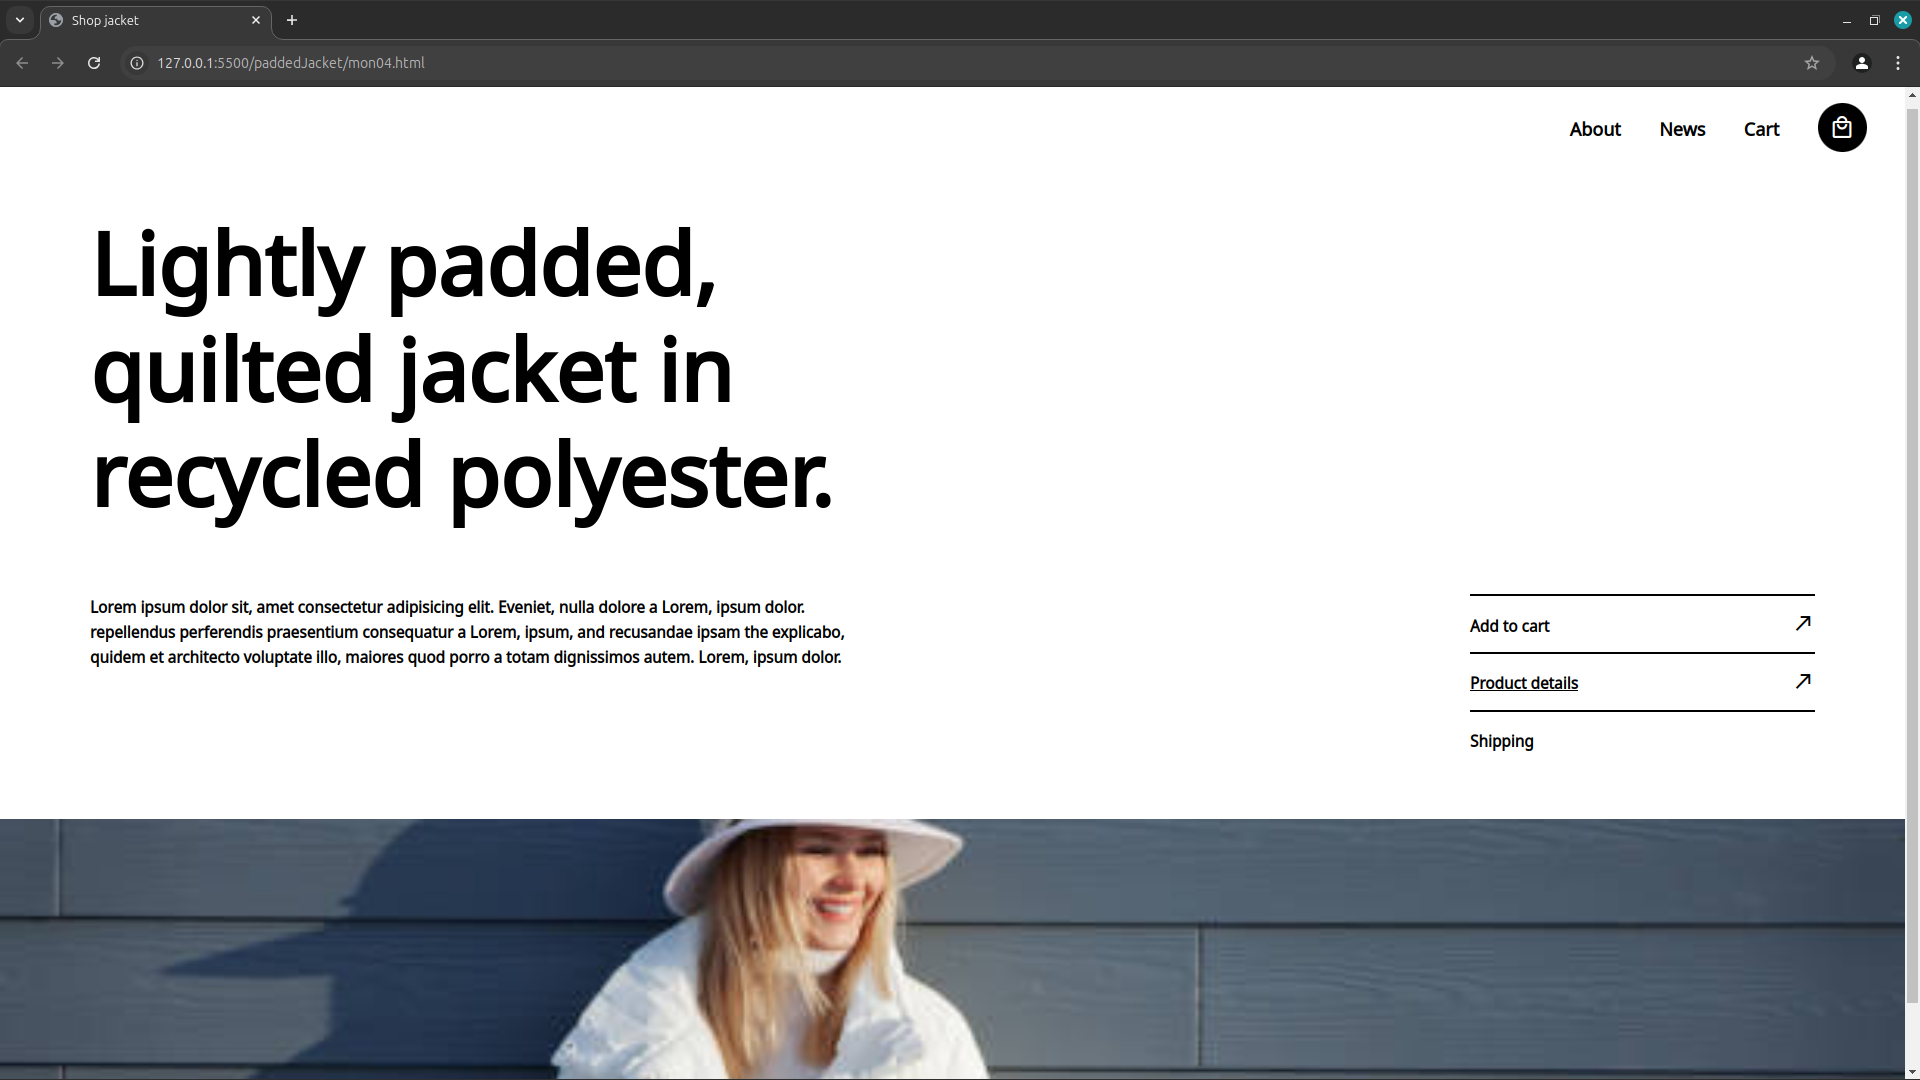 Shop jacket
127.0.0.1:5500/paddedJacket/mon04.html
About News Cart
Lightly padded,
quilted jacket in
recycled polyester.
Lorem ipsum dolor sit, amet consectetur adipisicing elit. Eveniet, nulla dolore a Lorem, ipsum dolor.
repellendus perferendis praesentium consequatur a Lorem, ipsum, and recusandae ipsam the explicabo,
quidem et architecto voluptate illo, maiores quod porro a totam dignissimos autem. Lorem, ipsum dolor.
Add to cart
Product details
Shipping